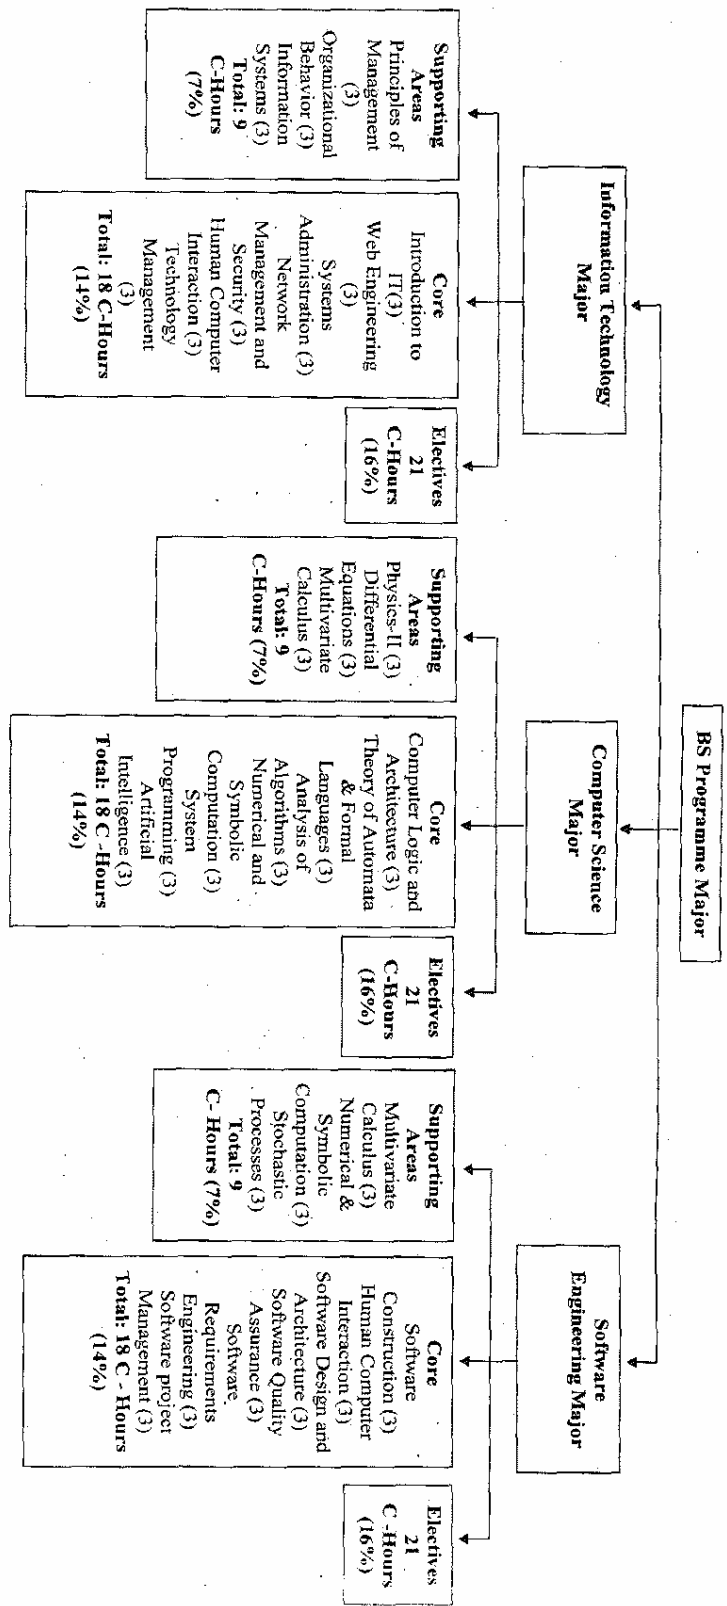 BS Programme Major
Information Technology
Major
Computer Science
Major
Software
Engineering Major
Supporting
Areas
Principles of
Management
(3)
Organizational
Behavior (3)
Information
Systems (3)
Total: 9
C-Hours
(7%)
Core
Introduction to
IT(3)
Web Engineering
(3)
Systems
Administration (3)
Network
Management and
Security (3)
Human Computer
Interaction (3)
Technology
Management
(3)
Total: 18 C-Hours
(14%)
Electives
21
C-Hours
(16%)
Supporting
Areas
Physics-II (3)
Differential
Equations (3)
Multivariate
Calculus (3)
Total: 9
C-Hours (7%)
Core
Computer Logic and
Architecture (3)
Theory of Automata
& Formal
Languages (3)
Analysis of
Algorithms (3)
Numerical and
Symbolic
Computation (3)
System
Programming (3)
Artificial
Intelligence (3)
Total: 18 C -Hours
(14%)
Electives
21
C-Hours
(16%)
Supporting
Areas
Multivariate
Calculus (3)
Numerical &
Symbolic
Computation (3)
Stochastic
Processes (3)
Total: 9
C- Hours (7%)
Core
Software
Construction (3)
Human Computer
Interaction (3)
Software Design and
Architecture (3)
Software Quality
Assurance (3)
Software
Requirements
Engineering (3)
Software project
Management (3)
Total: 18 C - Hours
(14%)
Electives
21
C -Hours
(16%)